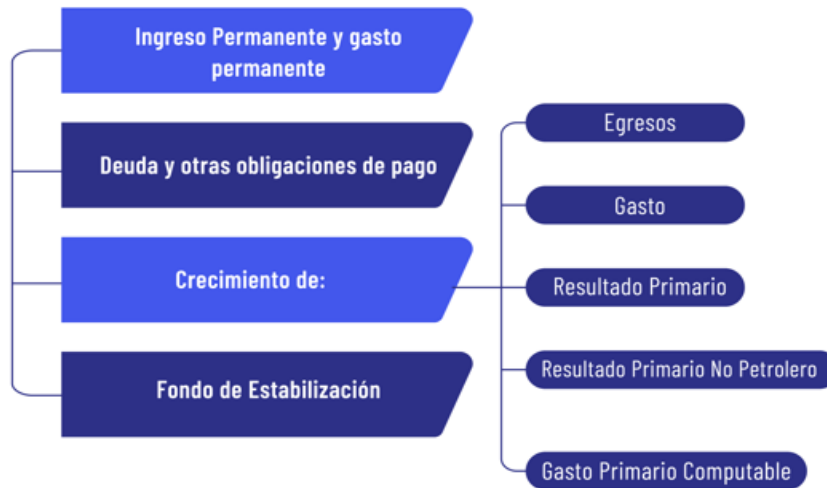 Ingreso Permanente y gasto
permanente
Deuda y otras obligaciones de pago
Crecimiento de:
Fondo de Estabilización
Egresos
Gasto
Resultado Primario
Resultado Primario No Petrolero
Gasto Primario Computable